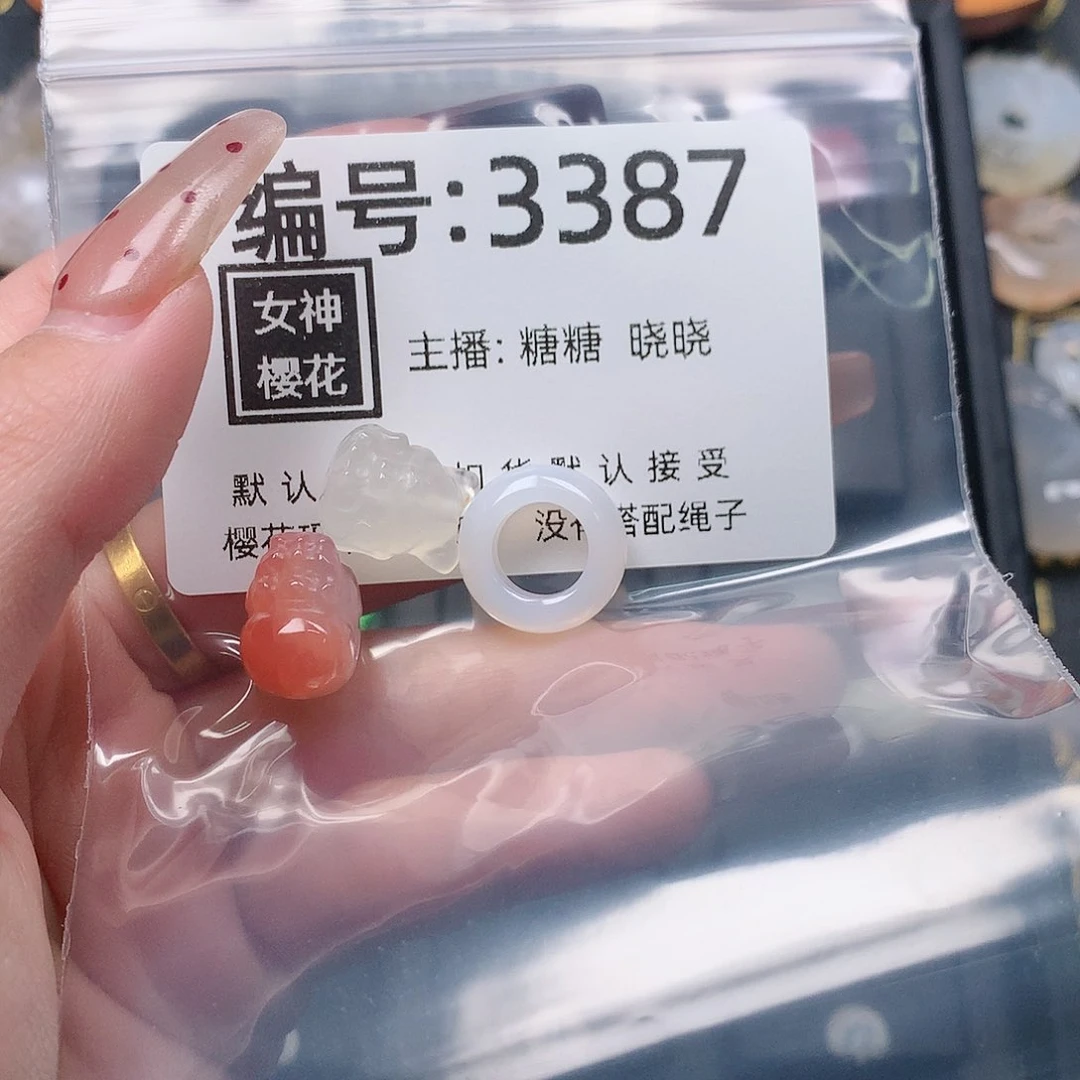 编号:3387
女神
樱花
主播: 糖糖 晓晓
默认 货默认接受
樱花 没 搭配绳子